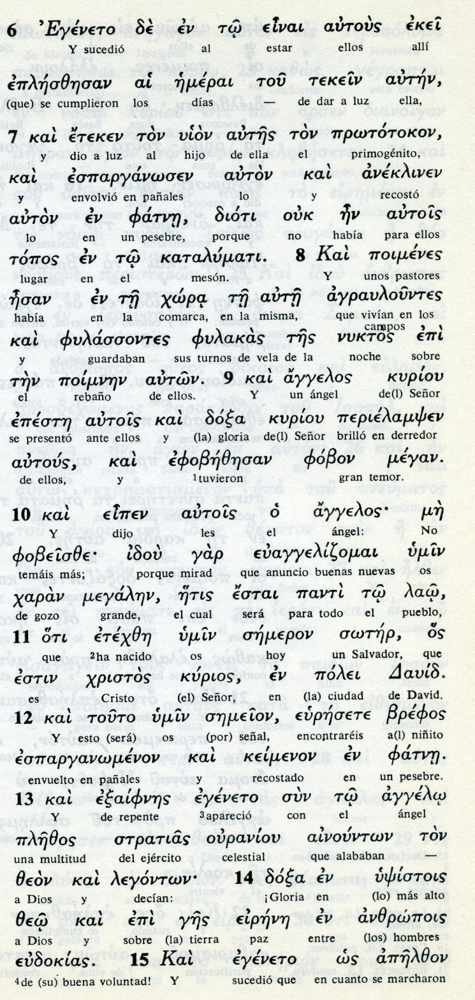 6 Ἐγένετο δὲ ἐν τῷ εἶναι αὐτοὺς ἐκεῖ
Y sucedió al estar ellos allí
ἐπλήσθησαν αἱ ἡμέραι τοῦ τεκεῖν αὐτήν,
(que) se cumplieron los días — de dar a luz ella,
7 καὶ ἔτεκεν τὸν υἱὸν αὐτῆς τὸν πρωτότοκον,
y dio a luz al hijo de ella el primogénito,
καὶ ἐσπαργάνωσεν αὐτὸν καὶ ἀνέκλινεν
y envolvió en pañales lo y recostó
αὐτὸν ἐν φάτνῃ, διότι οὐκ ἦν αὐτοῖς
lo en un pesebre, porque no había para ellos
τόπος ἐν τῷ καταλύματι. 8 Καὶ ποιμένες
lugar en el mesón. Y unos pastores
ἦσαν ἐν τῇ χώρᾳ τῇ αὐτῇ ἀγραυλοῦντες
había en la comarca, en la misma, que vivían en los
campos
καὶ φυλάσσοντες φυλακὰς τῆς νυκτὸς ἐπὶ
y guardaban sus turnos de vela de la noche sobre
τὴν ποίμνην αὐτῶν. 9 καὶ ἄγγελος κυρίου
el rebaño de ellos. Y un ángel de(l) Señor
ἐπέστη αὐτοῖς καὶ δόξα κυρίου περιέλαμψεν
se presentó ante ellos y (la) gloria de(l) Señor brilló en derredor
αὐτούς, καὶ ἐφοβήθησαν φόβον μέγαν.
de ellos, y 1tuvieron gran temor.
10 καὶ εἶπεν αὐτοῖς ὁ ἄγγελος· μὴ
Y dijo les el ángel: No
φοβεῖσθε· ἰδοὺ γὰρ εὐαγγελίζομαι ὑμῖν
temáis más; porque mirad que anuncio buenas nuevas os
χαρὰν μεγάλην, ἥτις ἔσται παντὶ τῷ λαῷ,
de gozo grande, el cual será para todo el pueblo,
11 ὅτι ἐτέχθη ὑμῖν σήμερον σωτήρ, ὅς
que 2ha nacido os hoy un Salvador, que
ἐστιν χριστὸς κύριος, ἐν πόλει Δαυίδ.
es Cristo (el) Señor, en (la) ciudad de David.
12 καὶ τοῦτο ὑμῖν σημεῖον, εὑρήσετε βρέφος
Y esto (será) os (por) señal, encontraréis a(l) niñito
ἐσπαργανωμένον καὶ κείμενον ἐν φάτνῃ.
envuelto en pañales y recostado en un pesebre.
13 καὶ ἐξαίφνης ἐγένετο σὺν τῷ ἀγγέλῳ
Y de repente 3apareció con el ángel
πλῆθος στρατιᾶς οὐρανίου αἰνούντων τὸν
una multitud del ejército celestial que alababan —
θεὸν καὶ λεγόντων· 14 δόξα ἐν ὑψίστοις
a Dios y decían: ¡Gloria en (lo) más alto
θεῷ καὶ ἐπὶ γῆς εἰρήνη ἐν ἀνθρώποις
a Dios y sobre (la) tierra paz entre (los) hombres
εὐδοκίας. 15 Καὶ ἐγένετο ὡς ἀπῆλθον
4de (su) buena voluntad! Y sucedió que en cuanto se marcharon